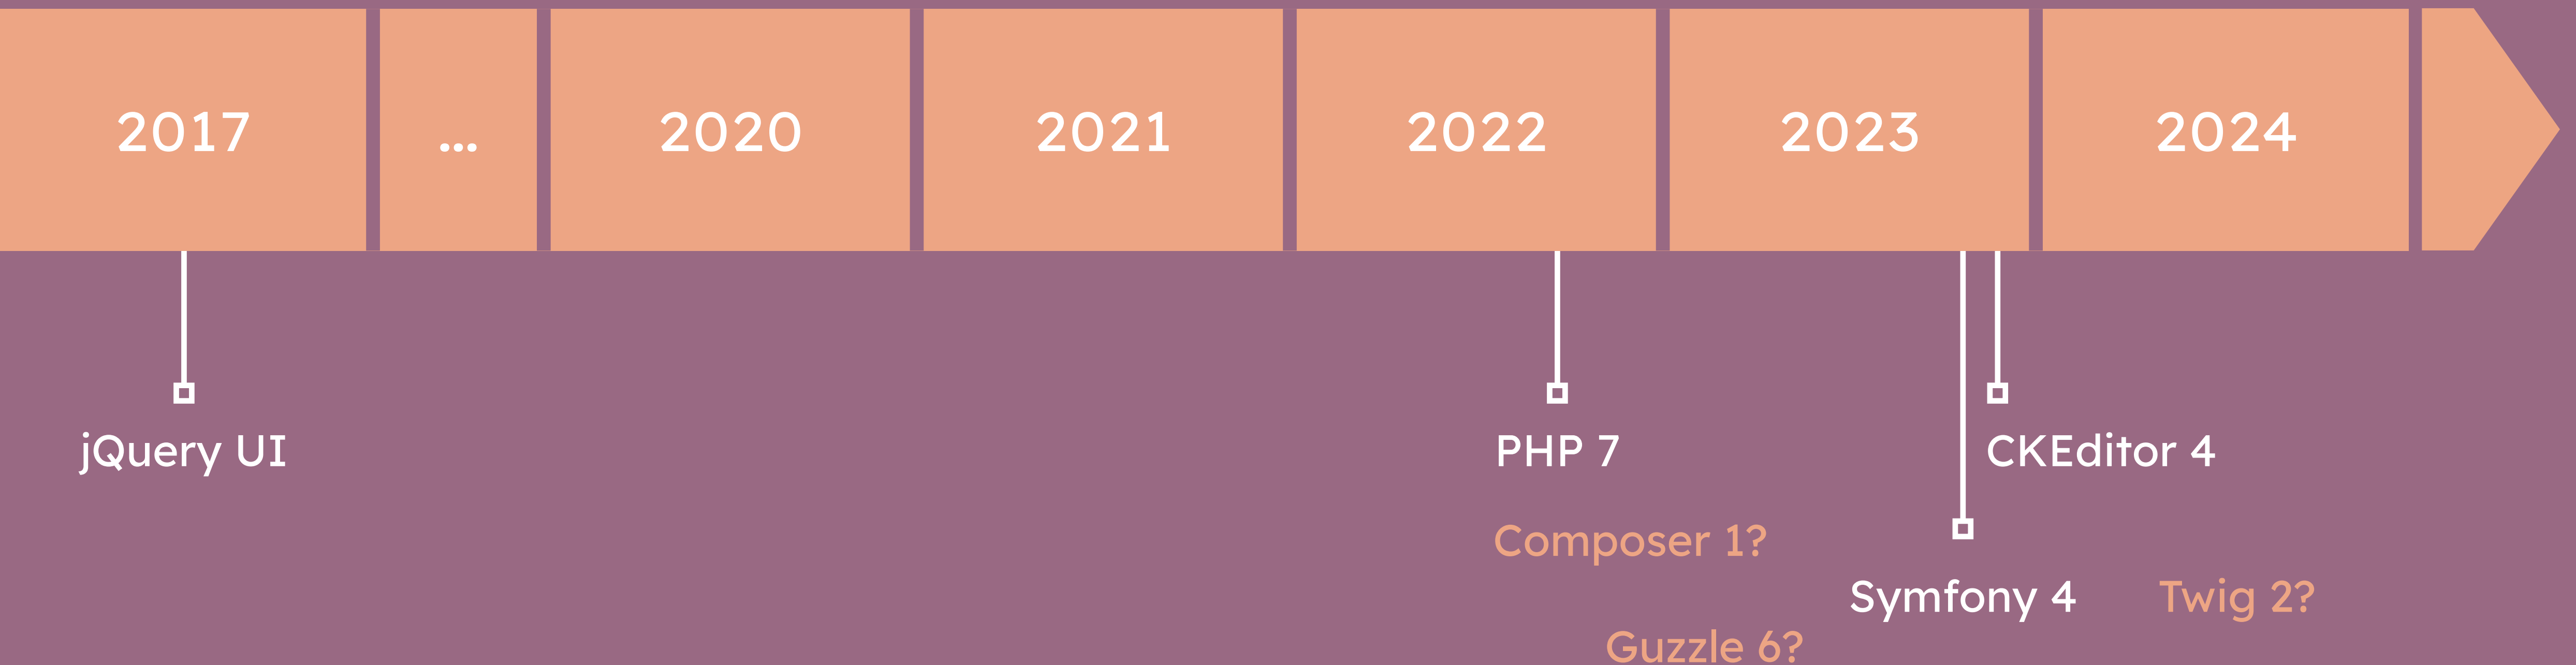 2017 ... 2020 2021 2022 2023 2024
jQuery UI PHP 7 CKEditor 4
Composer 1?
Symfony 4 Twig 2?
Guzzle 6?